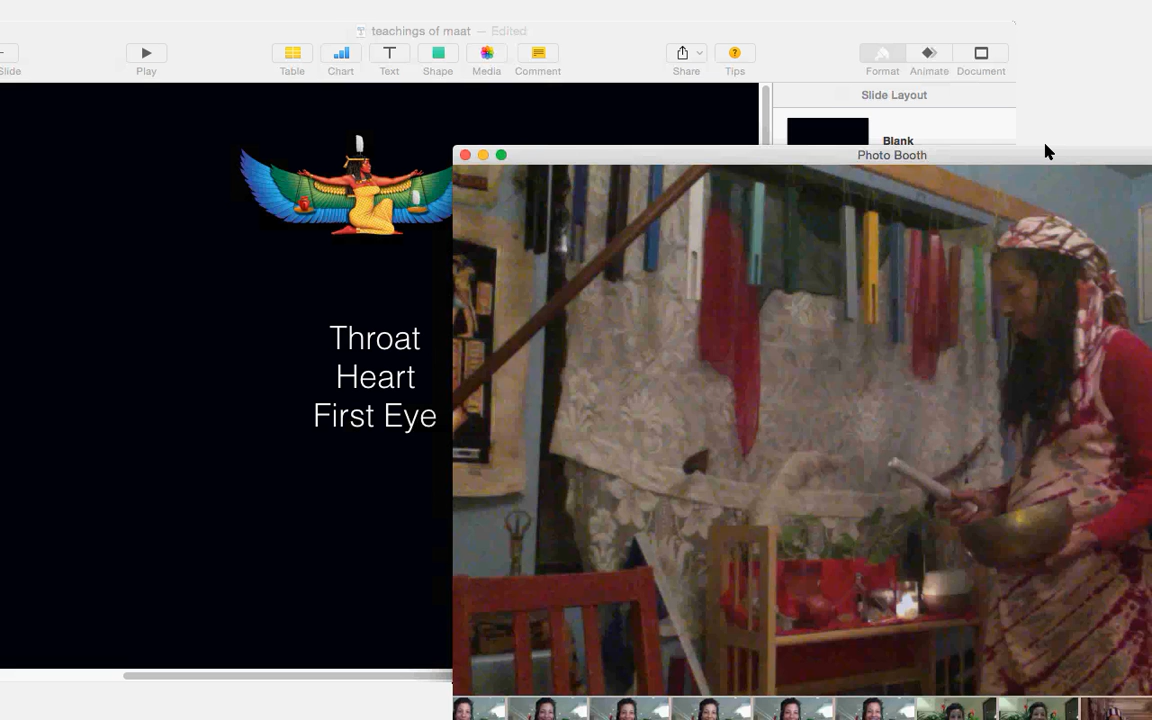 teachings of maat — Edited
Slide
Play
Table
Chart
Text
Shape
Media
Comment
Share
Tips
Format
Animate
Document
Slide Layout
Blank
Photo Booth
Throat
Heart
First Eye